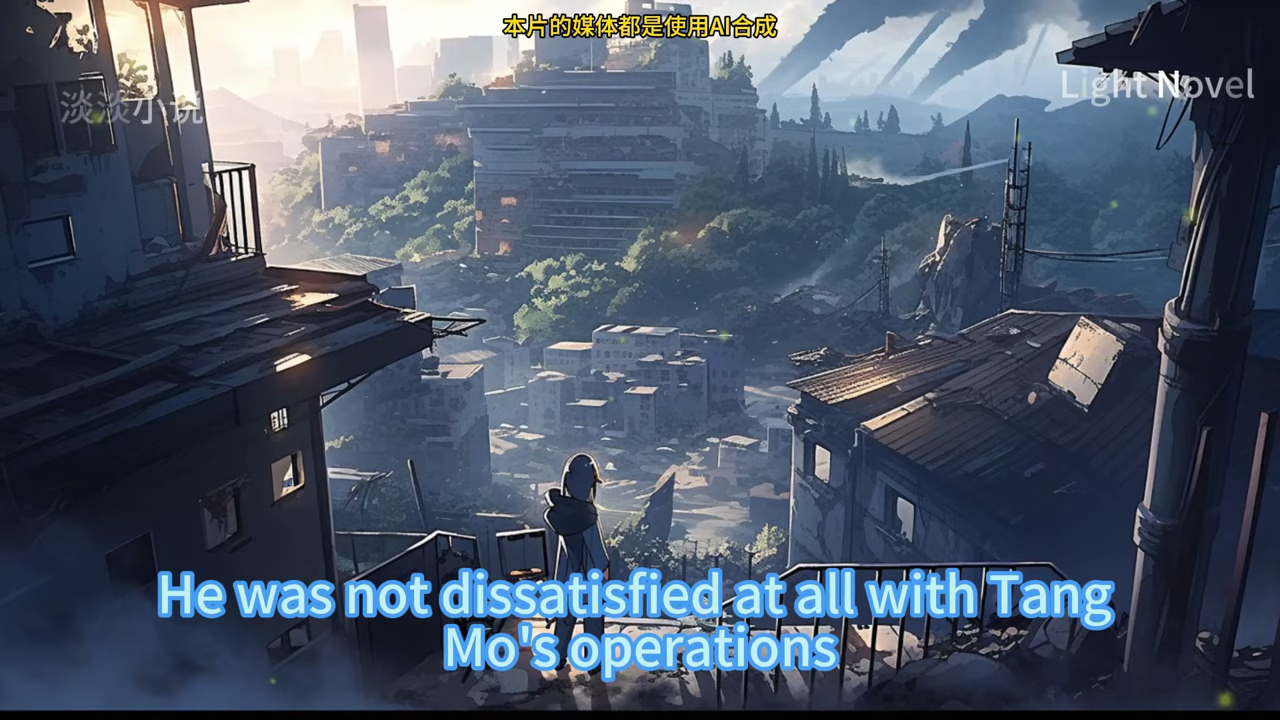 本片的媒体都是使用AI合成
淡淡小说
Light Novel
He was not dissatisfied at all with Tang
Mo's operations